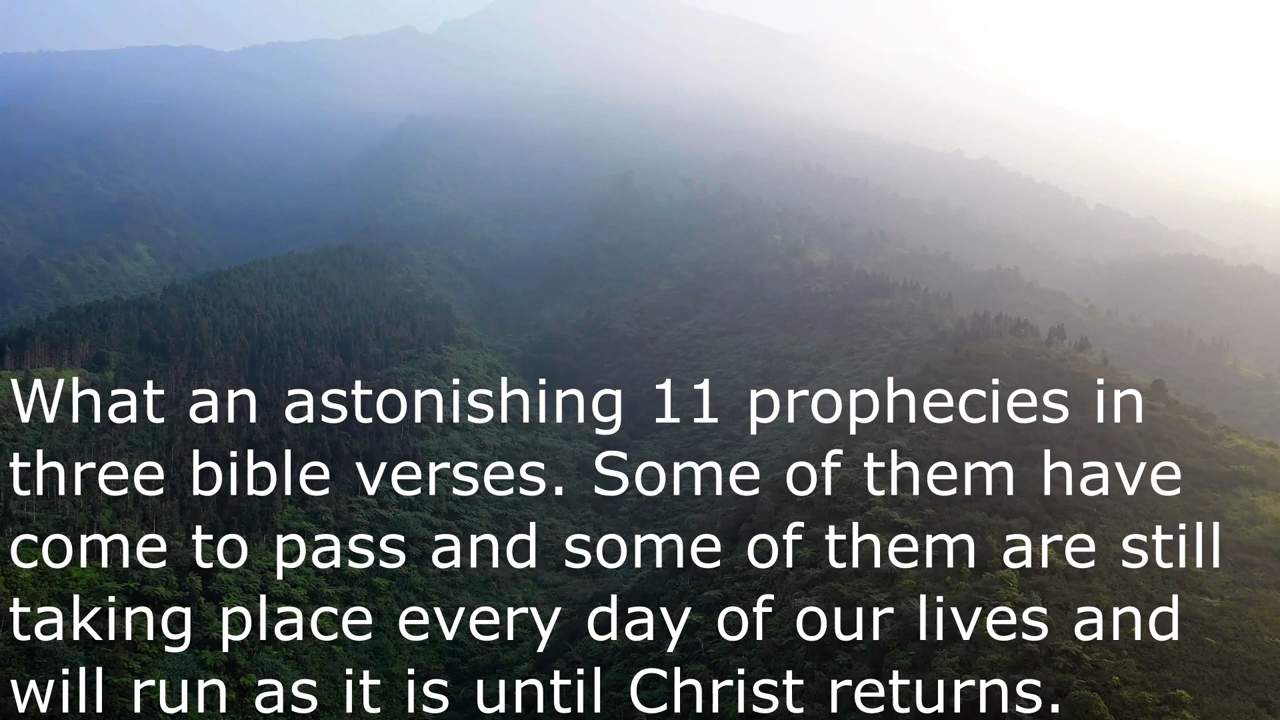 What an astonishing 11 prophecies in
three bible verses. Some of them have
come to pass and some of them are still
taking place every day of our lives and
will run as it is until Christ returns.